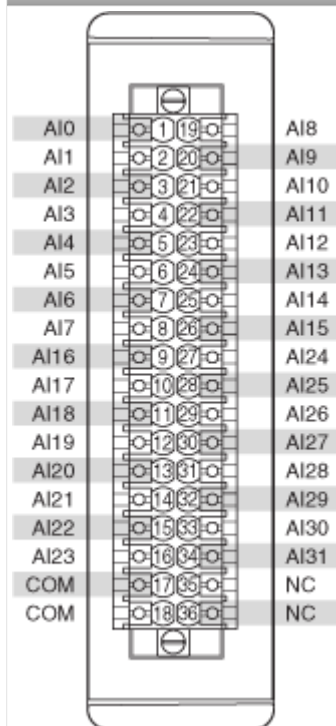 AI0 1 19 AI8
AI1 2 20 AI9
AI2 3 21 AI10
AI3 4 22 AI11
AI4 5 23 AI12
AI5 6 24 AI13
AI6 7 25 AI14
AI7 8 26 AI15
AI16 9 27 AI24
AI17 10 28 AI25
AI18 11 29 AI26
AI19 12 30 AI27
AI20 13 31 AI28
AI21 14 32 AI29
AI22 15 33 AI30
AI23 16 34 AI31
COM 17 35 NC
COM 18 36 NC